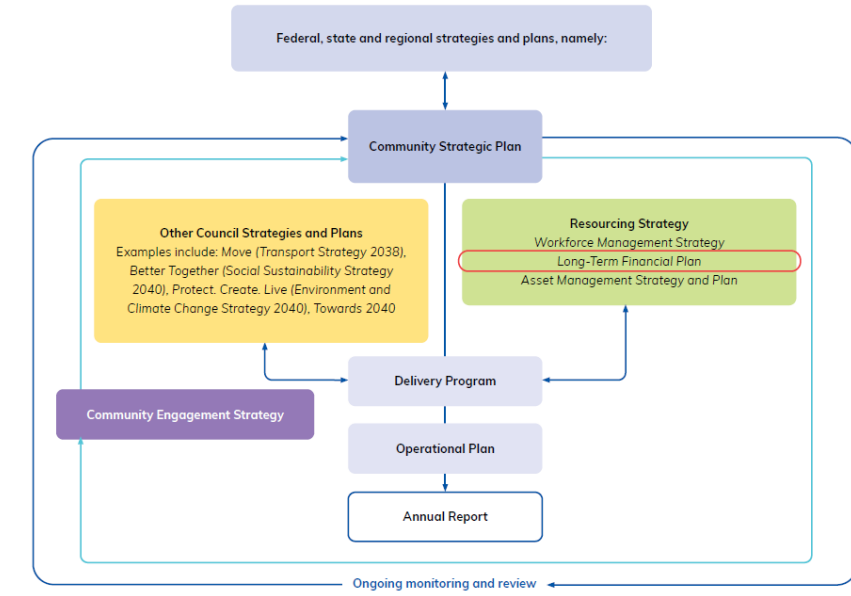 Federal, state and regional strategies and plans, namely:
Community Strategic Plan
Other Council Strategies and Plans
Examples include: Move (Transport Strategy 2038),
Better Together (Social Sustainability Strategy
2040), Protect. Create. Live (Environment and
Climate Change Strategy 2040), Towards 2040
Resourcing Strategy
Workforce Management Strategy
Long-Term Financial Plan
Asset Management Strategy and Plan
Delivery Program
Community Engagement Strategy
Operational Plan
Annual Report
Ongoing monitoring and review